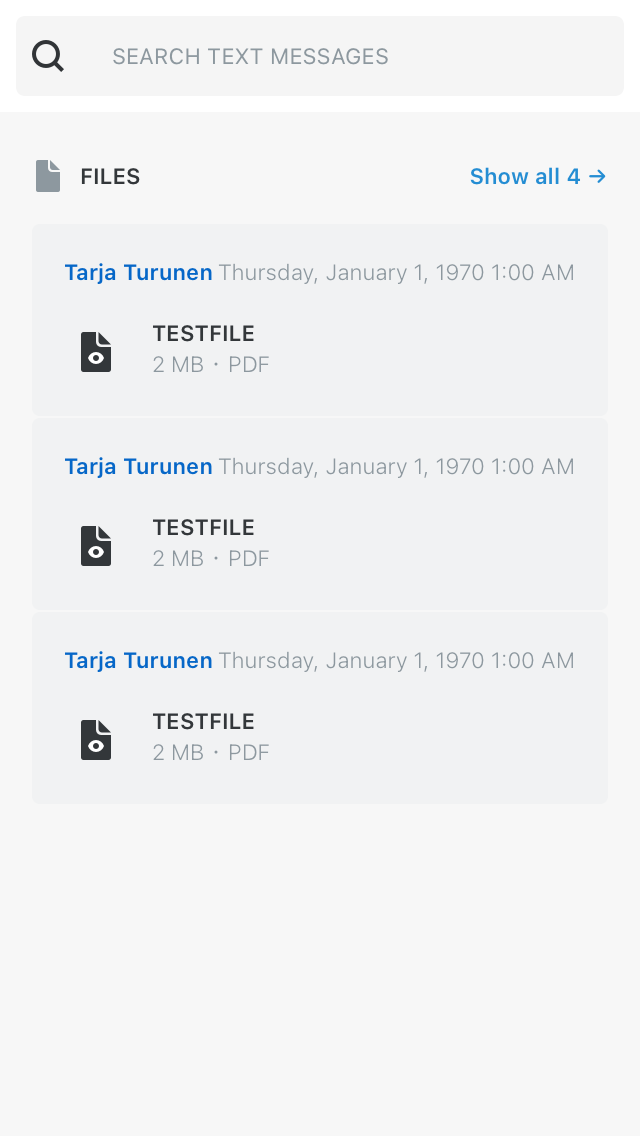 SEARCH TEXT MESSAGES
FILES Show all 4 →
Tarja Turunen Thursday, January 1, 1970 1:00 AM
TESTFILE
2 MB · PDF
Tarja Turunen Thursday, January 1, 1970 1:00 AM
TESTFILE
2 MB · PDF
Tarja Turunen Thursday, January 1, 1970 1:00 AM
TESTFILE
2 MB · PDF